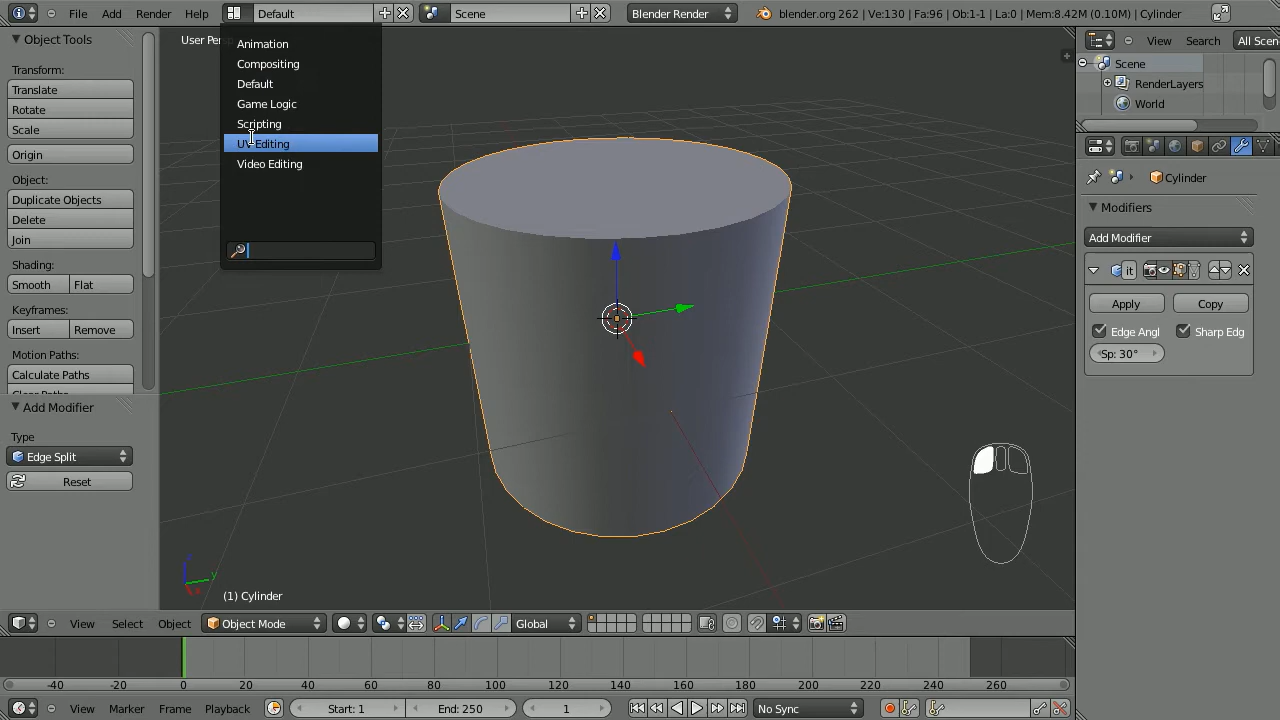 File Add Render Help Default Scene Blender Render blender.org 262 | Ve:130 | Fa:96 | Ob:1-1 | La:0 | Mem:8.42M (0.10M) | Cylinder
Object Tools
Transform:
Translate
Rotate
Scale
Origin
Object:
Duplicate Objects
Delete
Join
Shading:
Smooth Flat
Keyframes:
Insert Remove
Motion Paths:
Calculate Paths
Add Modifier
Type
Edge Split
Reset
User Persp
Animation
Compositing
Default
Game Logic
Scripting
UV Editing
Video Editing
y
(1) Cylinder
View Select Object Object Mode Global
View Search All Scen
Scene
RenderLayers
World
Cylinder
Modifiers
Add Modifier
it
Apply Copy
Edge Angl Sharp Edg
Sp: 30°
-40 -20 0 20 40 60 80 100 120 140 160 180 200 220 240 260
View Marker Frame Playback Start: 1 End: 250 1 No Sync